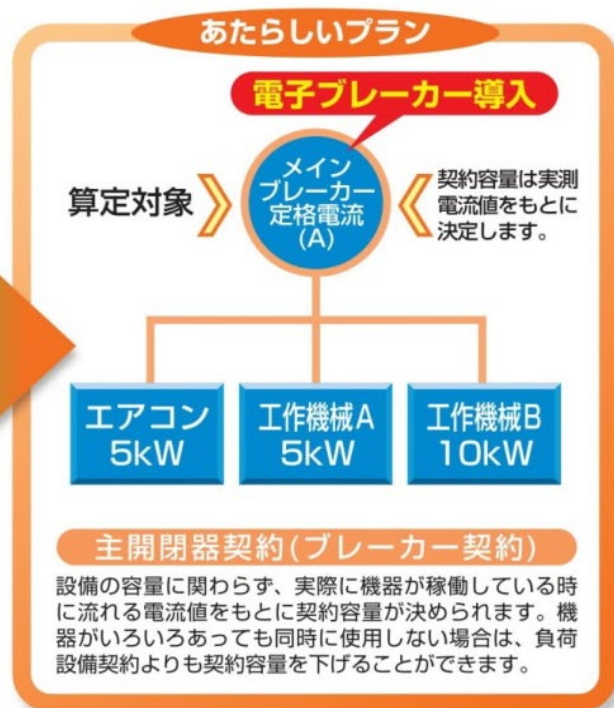 あたらしいプラン
電子ブレーカー導入
算定対象
メイン
ブレーカー
定格電流
(A)
契約容量は実測
電流値をもとに
決定します。
エアコン
5kW
工作機械A
5kW
工作機械B
10kW
主開閉器契約(ブレーカー契約)
設備の容量に関わらず、実際に機器が稼働している時
に流れる電流値をもとに契約容量が決められます。機
器がいろいろあっても同時に使用しない場合は、負荷
設備契約よりも契約容量を下げることができます。